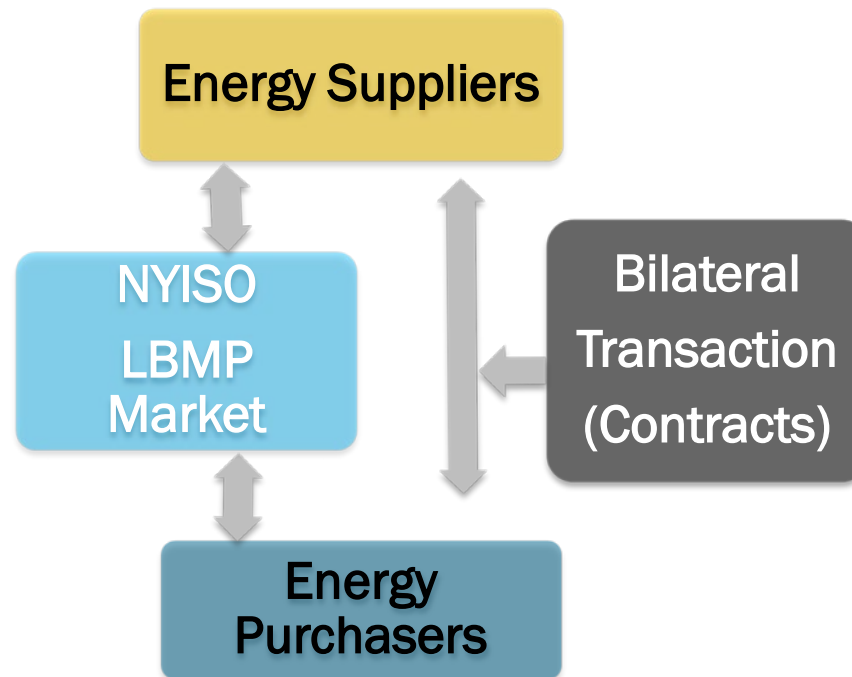 Energy Suppliers
NYISO
LBMP
Market
Bilateral
Transaction
(Contracts)
Energy
Purchasers